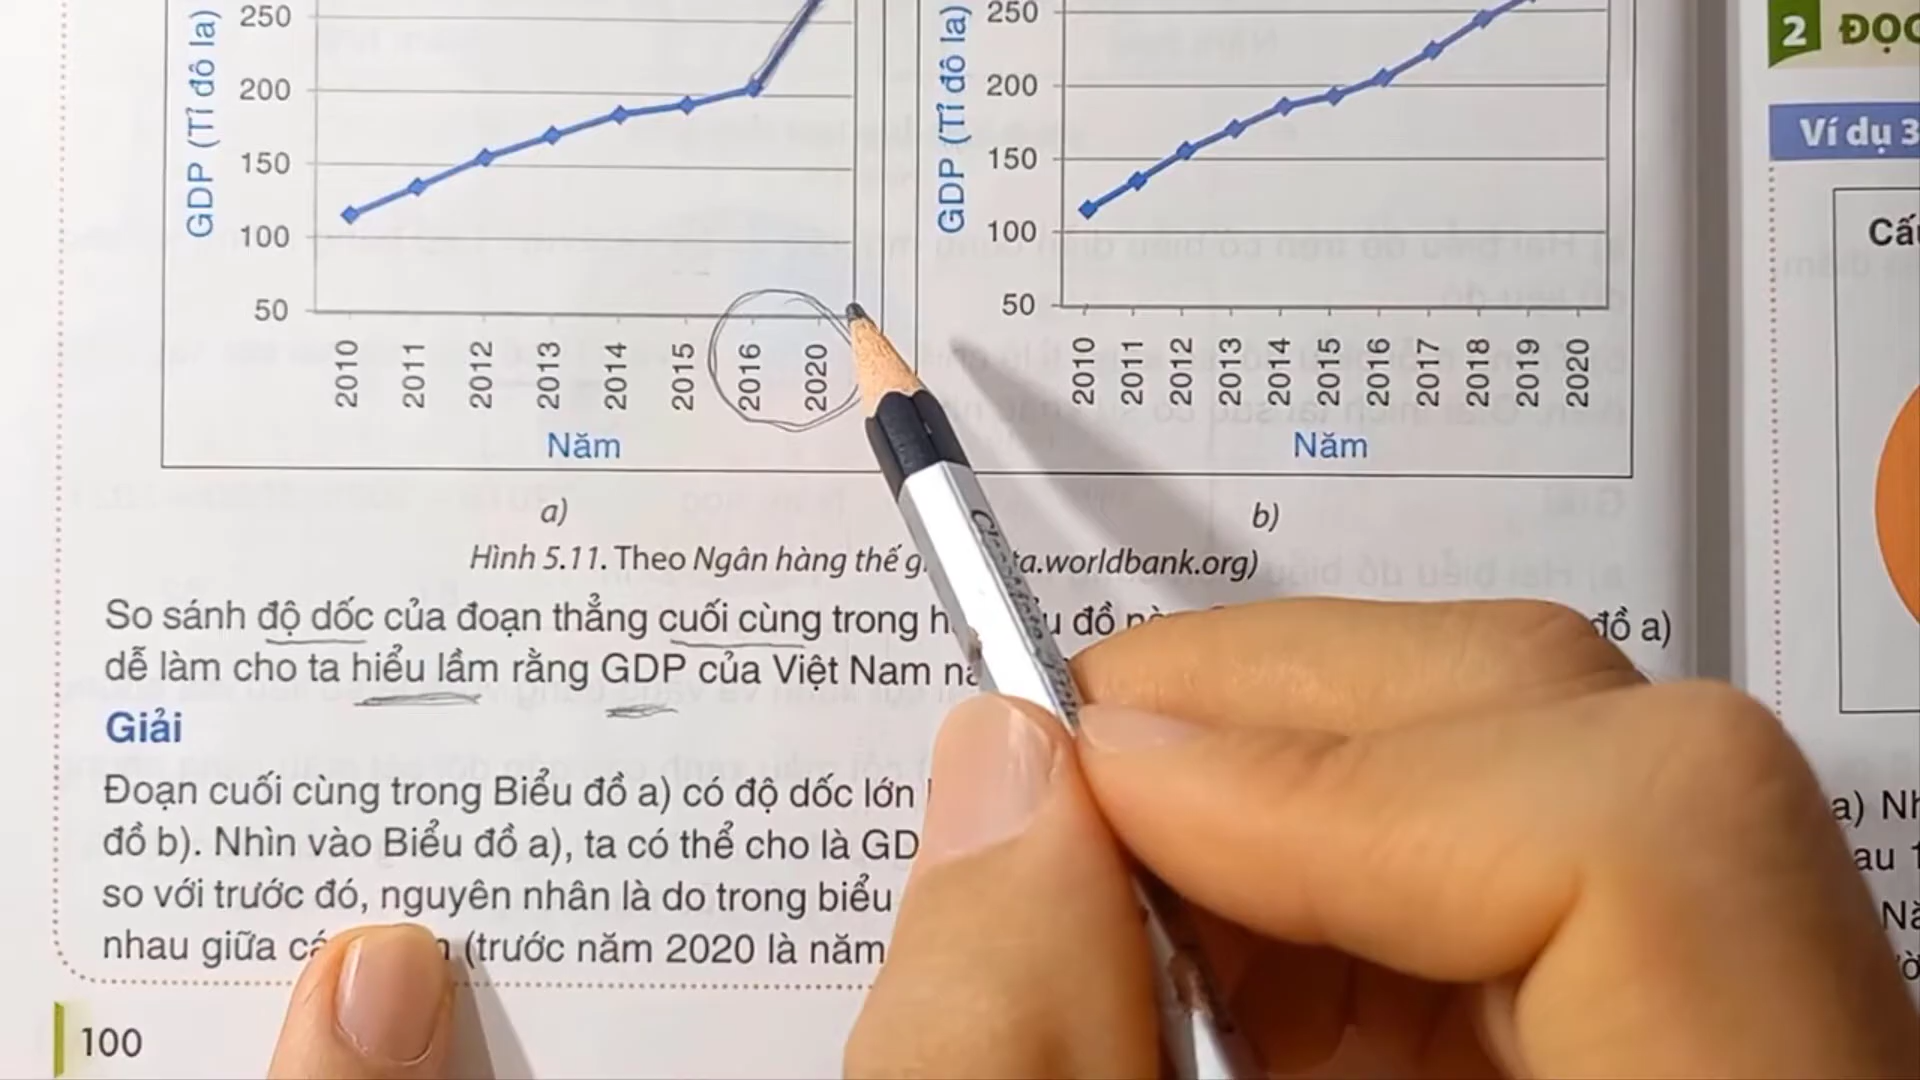 250
200
150
100
50
GDP (Tỉ đô la)
2010 2011 2012 2013 2014 2015 2016 2020
Năm
a)
250
200
150
100
50
GDP (Tỉ đô la)
2010 2011 2012 2013 2014 2015 2016 2017 2018 2019 2020
Năm
b)
Hình 5.11. Theo Ngân hàng thế ta.worldbank.org)
So sánh độ dốc của đoạn thẳng cuối cùng trong đồ đồ a)
dễ làm cho ta hiểu lầm rằng GDP của Việt Nam
Giải
Đoạn cuối cùng trong Biểu đồ a) có độ dốc lớn
đồ b). Nhìn vào Biểu đồ a), ta có thể cho là GD
so với trước đó, nguyên nhân là do trong biểu
nhau giữa (trước năm 2020 là năm
100
2 ĐỌC
Ví dụ 3
a)